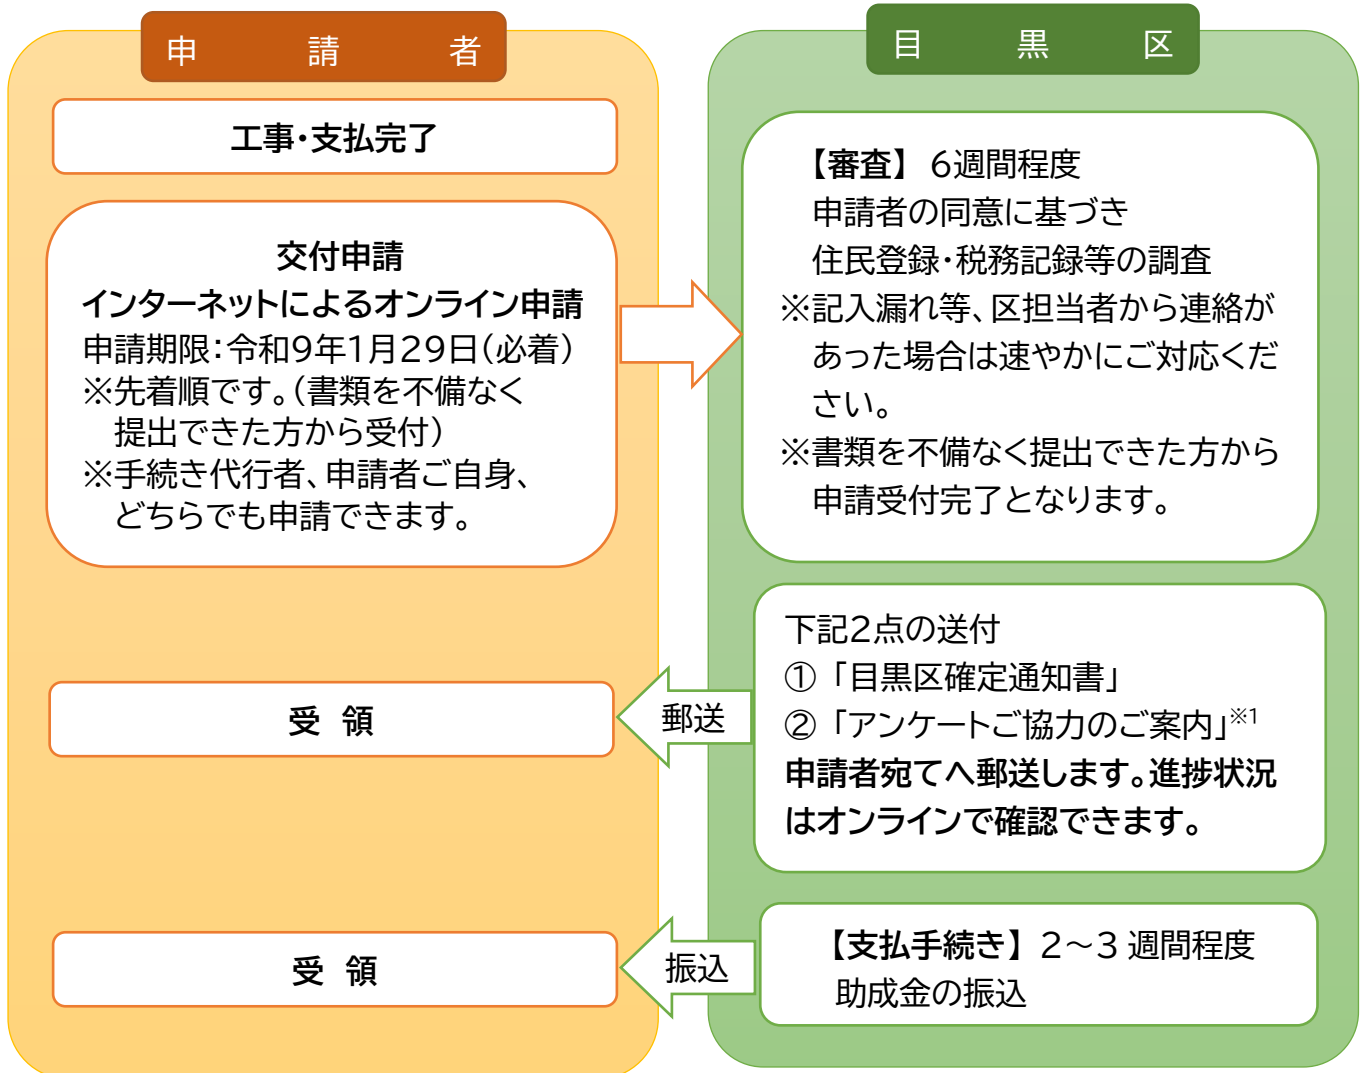 申請者
工事・支払完了
交付申請
インターネットによるオンライン申請
申請期限：令和9年1月29日（必着）
※先着順です。（書類を不備なく
提出できた方から受付）
※手続き代行者、申請者ご自身、
どちらでも申請できます。
目黒区
【審査】 6週間程度
申請者の同意に基づき
住民登録・税務記録等の調査
※記入漏れ等、区担当者から連絡が
あった場合は速やかにご対応くだ
さい。
※書類を不備なく提出できた方から
申請受付完了となります。
下記2点の送付
① 「目黒区確定通知書」
② 「アンケートご協力のご案内」※1
申請者宛てへ郵送します。進捗状況
はオンラインで確認できます。
郵送
受 領
【支払手続き】 2～3 週間程度
助成金の振込
振込
受 領